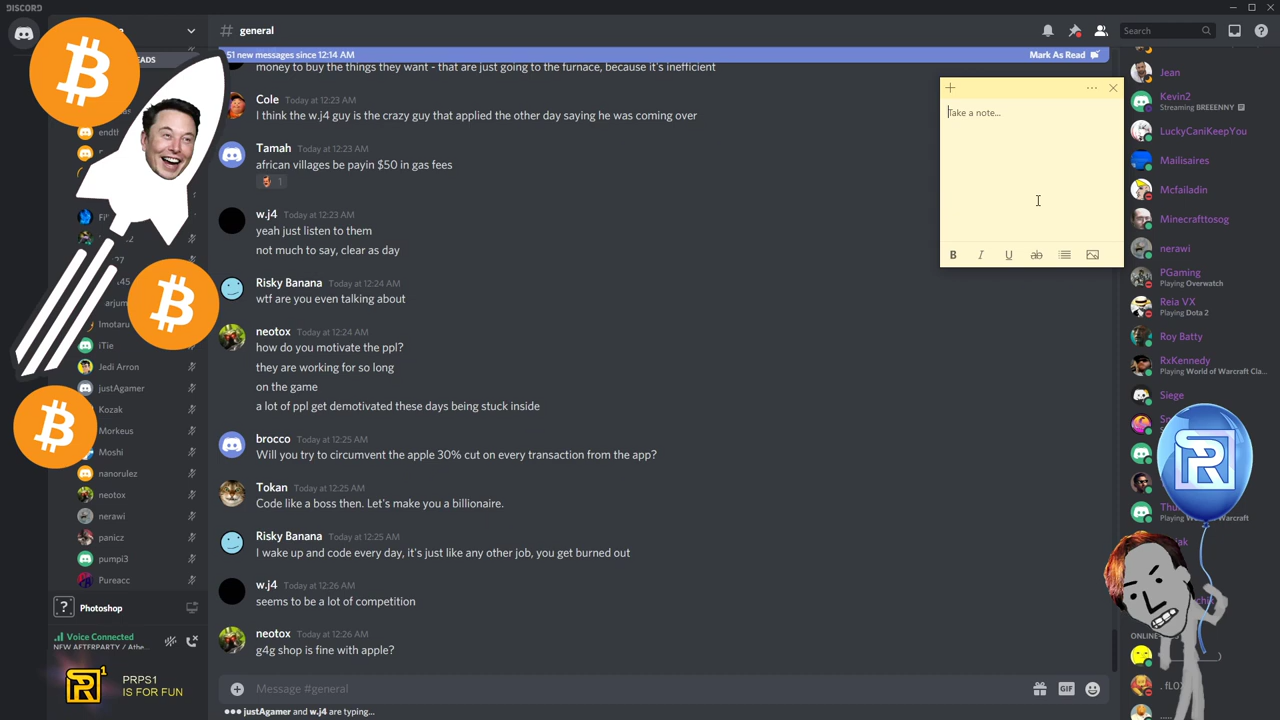 DISCORD
# general
Search
ADS
51 new messages since 12:14 AM
Mark As Read
money to buy the things they want - that are just going to the furnace, because it's inefficient
Cole Today at 12:23 AM
I think the w.j4 guy is the crazy guy that applied the other day saying he was coming over
Tamah Today at 12:23 AM
african villages be payin $50 in gas fees
1
w.j4 Today at 12:23 AM
yeah just listen to them
not much to say, clear as day
Risky Banana Today at 12:24 AM
wtf are you even talking about
neotox Today at 12:24 AM
how do you motivate the ppl?
they are working for so long
on the game
a lot of ppl get demotivated these days being stuck inside
brocco Today at 12:25 AM
Will you try to circumvent the apple 30% cut on every transaction from the app?
Tokan Today at 12:25 AM
Code like a boss then. Let's make you a billionaire.
Risky Banana Today at 12:25 AM
I wake up and code every day, it's just like any other job, you get burned out
w.j4 Today at 12:26 AM
seems to be a lot of competition
neotox Today at 12:26 AM
g4g shop is fine with apple?
Message #general
GIF
justAgamer and w.j4 are typing...
endth
Imotaru
iTie
Jedi Arron
justAgamer
Kozak
Morkeus
Moshi
nanorulez
neotox
nerawi
panicz
pumpi3
Pureacc
? Photoshop
Voice Connected
NEW AFTERPARTY / Athe...
PRPS1
IS FOR FUN
Take a note...
B I U ab
Jean
Kevin2
Streaming BREEENNY
LuckyCaniKeepYou
Mailisaires
Mcfailadin
Minecrafttosog
nerawi
PGaming
Playing Overwatch
Reia VX
Playing Dota 2
Roy Batty
RxKennedy
Playing World of Warcraft Cla...
Siege